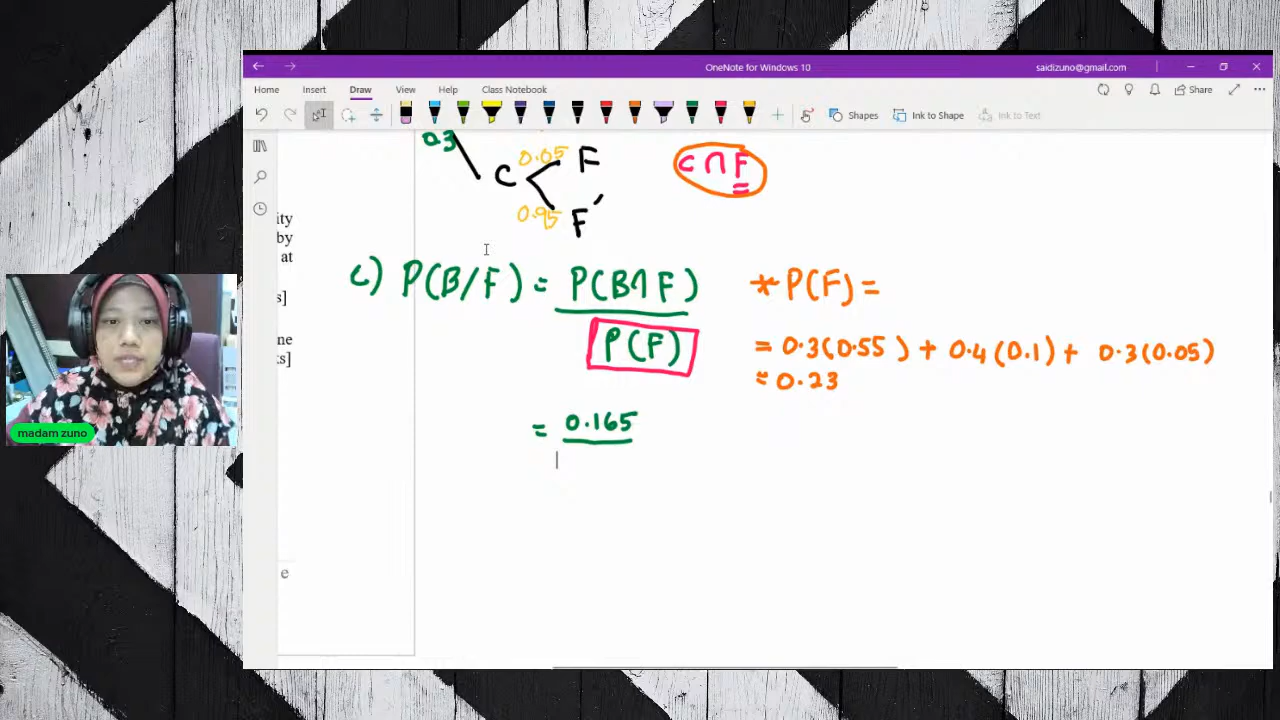 OneNote for Windows 10
saidizuno@gmail.com
Home Insert Draw View Help Class Notebook
Share
Shapes Ink to Shape Ink to Text
0.3
C 0.05 F
0.95 F'
C ∩ F
ity
by
at
s]
ne
ks]
e
c) P(B/F) = P(B∩F)
P(F)
= 0.165
* P(F) =
= 0.3(0.55) + 0.4(0.1) + 0.3(0.05)
= 0.23
madam zuno